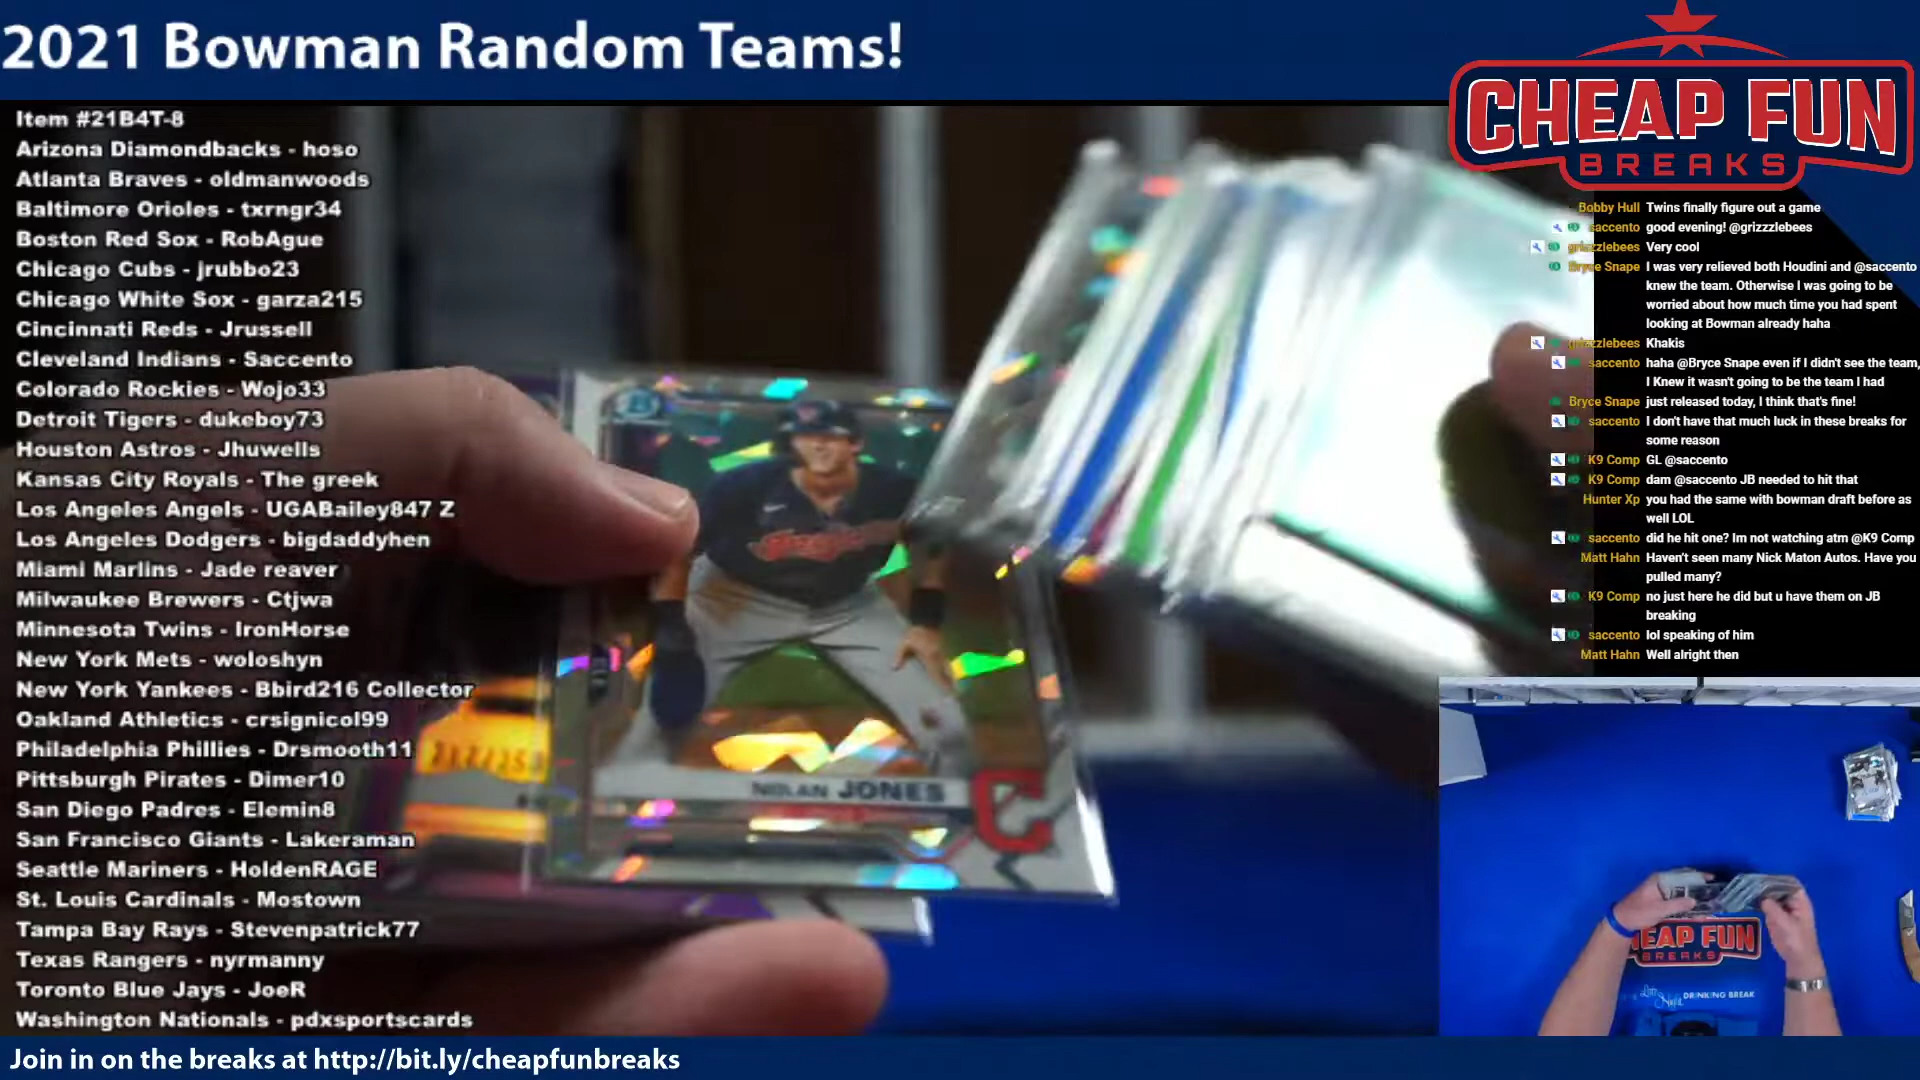 2021 Bowman Random Teams!
CHEAP FUN
BREAKS
Item #21B4T-8
Arizona Diamondbacks - hoso
Atlanta Braves - oldmanwoods
Baltimore Orioles - txrngr34
Boston Red Sox - RobAgue
Chicago Cubs - jrubbo23
Chicago White Sox - garza215
Cincinnati Reds - Jrussell
Cleveland Indians - Saccento
Colorado Rockies - Wojo33
Detroit Tigers - dukeboy73
Houston Astros - Jhuwells
Kansas City Royals - The greek
Los Angeles Angels - UGABailey847 Z
Los Angeles Dodgers - bigdaddyhen
Miami Marlins - Jade reaver
Milwaukee Brewers - Ctjwa
Minnesota Twins - IronHorse
New York Mets - woloshyn
New York Yankees - Bbird216 Collector
Oakland Athletics - crsignicol99
Philadelphia Phillies - Drsmooth11
Pittsburgh Pirates - Dimer10
San Diego Padres - Elemin8
San Francisco Giants - Lakeraman
Seattle Mariners - HoldenRAGE
St. Louis Cardinals - Mostown
Tampa Bay Rays - Stevenpatrick77
Texas Rangers - nyrmanny
Toronto Blue Jays - JoeR
Washington Nationals - pdxsportscards
B
NOLAN JONES
C
Bobby Hull Twins finally figure out a game
saccento good evening! @grizzzlebees
grizzzlebees Very cool
Bryce Snape I was very relieved both Houdini and @saccento
knew the team. Otherwise I was going to be
worried about how much time you had spent
looking at Bowman already haha
grizzzlebees Khakis
saccento haha @Bryce Snape even if I didn't see the team,
I Knew it wasn't going to be the team I had
Bryce Snape just released today, I think that's fine!
saccento I don't have that much luck in these breaks for
some reason
K9 Comp GL @saccento
K9 Comp dam @saccento JB needed to hit that
Hunter Xp you had the same with bowman draft before as
well LOL
saccento did he hit one? Im not watching atm @K9 Comp
Matt Hahn Haven't seen many Nick Maton Autos. Have you
pulled many?
K9 Comp no just here he did but u have them on JB
breaking
saccento lol speaking of him
Matt Hahn Well alright then
EAP FUN
BREAKS
Late Night DRINKING BREAK
Join in on the breaks at http://bit.ly/cheapfunbreaks